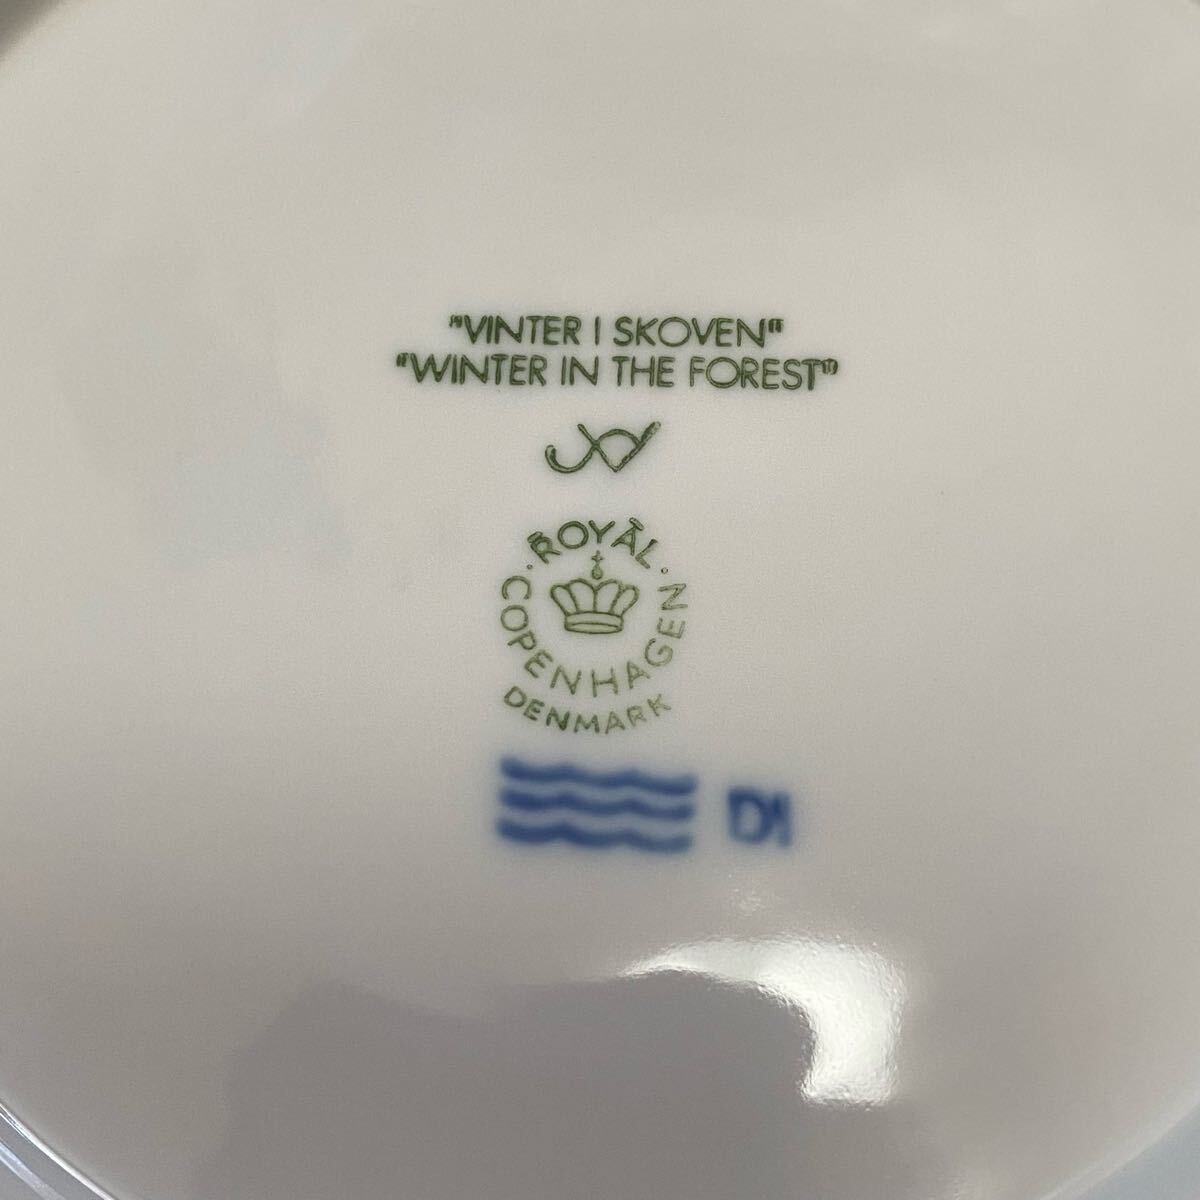 "VINTER I SKOVEN"
"WINTER IN THE FOREST"
ROYAL
COPENHAGEN
DENMARK
DI